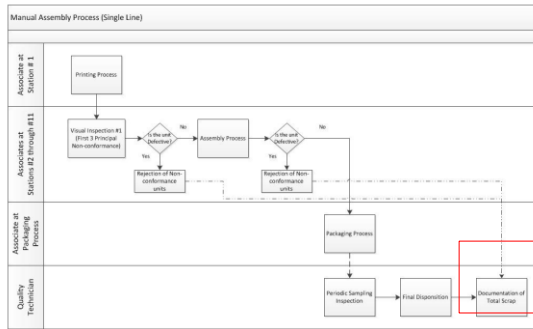 Manual Assembly Process (Single Line)
Associate at
Station # 1
Printing Process
Associates at
Stations #2 through #11
Visual Inspection #1
(First 3 Principal
Non-conformance)
Is the unit
Defective?
No
Yes
Assembly Process
Is the unit
Defective?
No
Yes
Rejection of Non-
conformance
units
Rejection of Non-
conformance
units
Associate at
Packaging
Process
Packaging Process
Quality
Technician
Periodic Sampling
Inspection
Final Disposition
Documentation of
Total Scrap